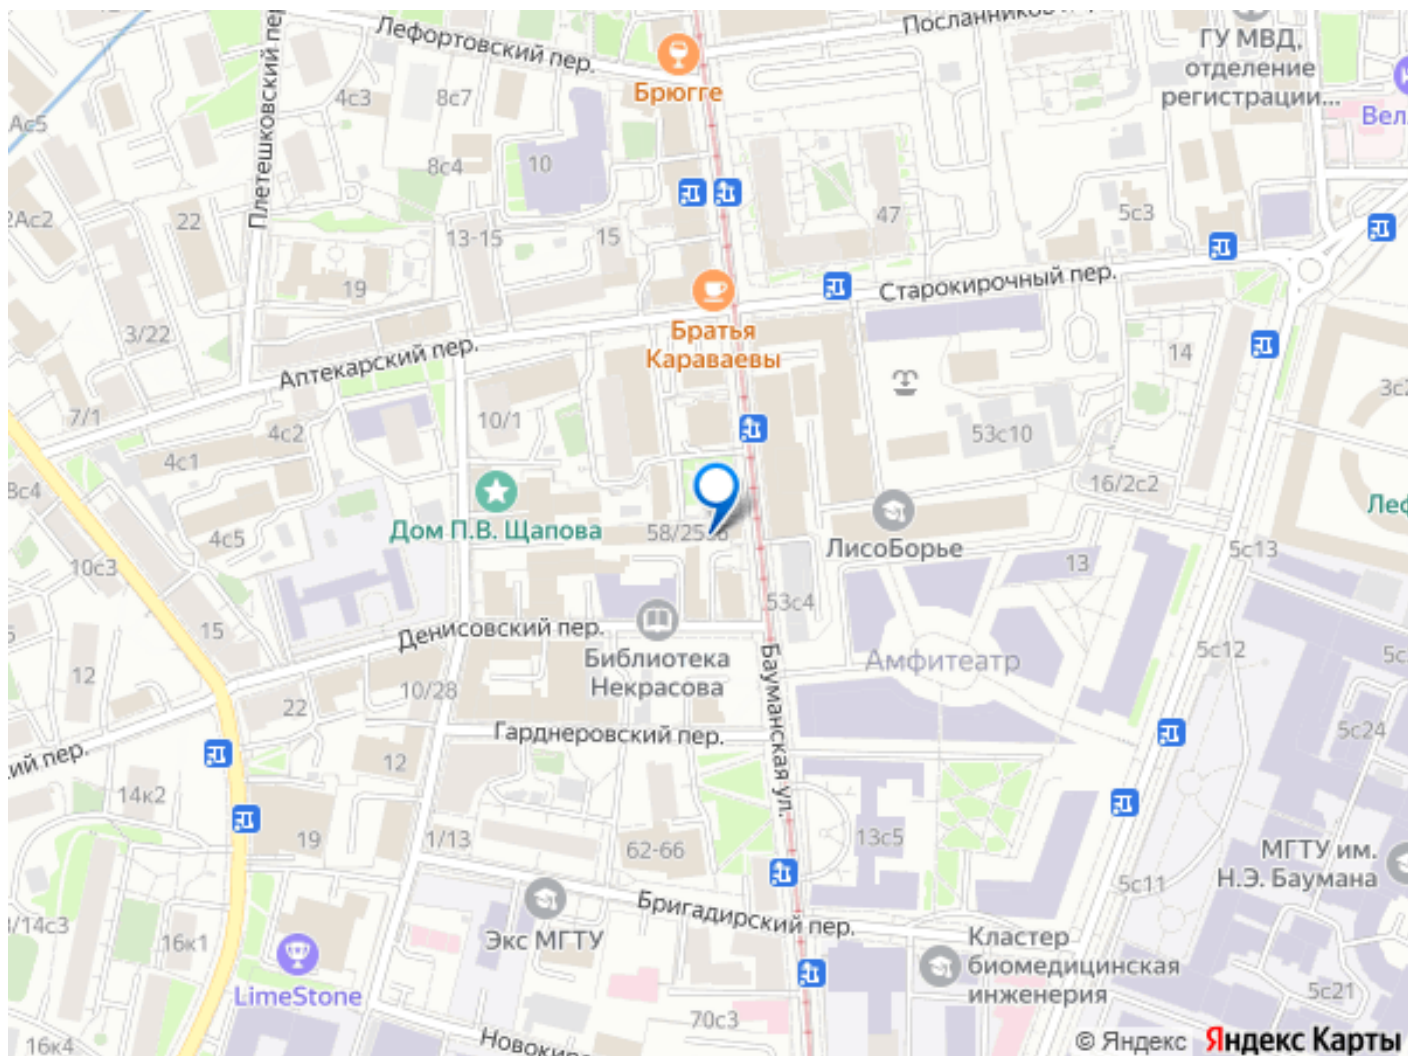 Посланников
Лефортовский пер.
ГУ МВД,
отделение
регистрации...
Плетешковский пер.
Брюгге
4с3
8с7
Вел
Ас5
8с4
10
22
47
5с3
2Ас2
13-15
15
19
Старокирочный пер.
3/22
Братья
Караваевы
14
Аптекарский пер.
3с2
7/1
4с2
10/1
53с10
4с1
8с4
16/2с2
Дом П.В. Щапова
58/25
Леф
4с5
ЛисоБорье
5с13
10с3
13
53с4
15
Денисовский пер.
Библиотека
Некрасова
Амфитеатр
5с12
5с
12
10/28
22
Бауманская ул.
Гарднеровский пер.
5с24
ий пер.
12
14к2
19
1/13
62-66
13с5
МГТУ им.
Н.Э. Баумана
5с11
/14с3
Бригадирский пер.
16к1
Экс МГТУ
Кластер
биомедицинская
инженерия
LimeStone
5с21
70с3
16к4
Новокир
© Яндекс Яндекс Карты